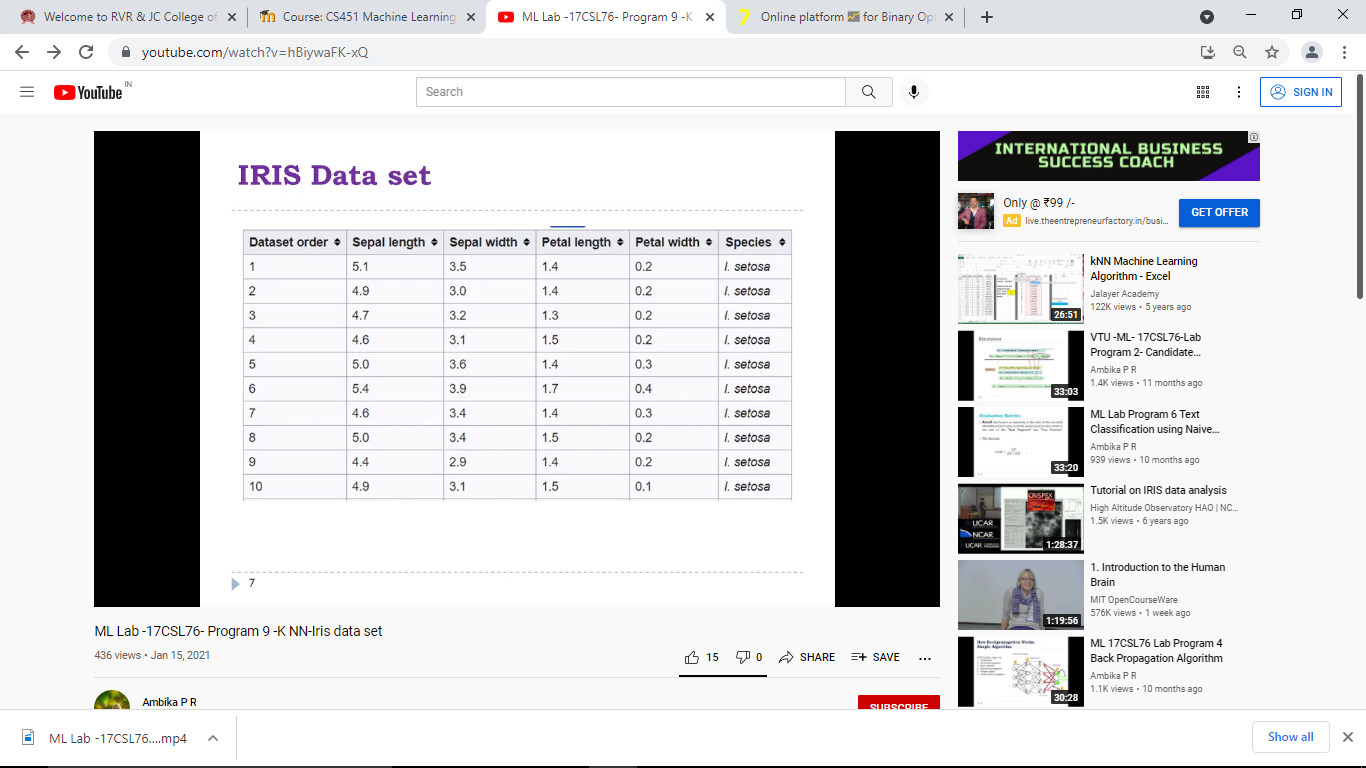 Welcome to RVR & JC College of
Course: CS451 Machine Learning
ML Lab -17CSL76- Program 9 -K
Online platform for Binary Opt
youtube.com/watch?v=hBiywaFK-xQ
YouTube IN
Search
SIGN IN
IRIS Data set
Dataset order Sepal length Sepal width Petal length Petal width Species
1 5.1 3.5 1.4 0.2 I. setosa
2 4.9 3.0 1.4 0.2 I. setosa
3 4.7 3.2 1.3 0.2 I. setosa
4 4.6 3.1 1.5 0.2 I. setosa
5 5.0 3.6 1.4 0.3 I. setosa
6 5.4 3.9 1.7 0.4 I. setosa
7 4.6 3.4 1.4 0.3 I. setosa
8 5.0 3.4 1.5 0.2 I. setosa
9 4.4 2.9 1.4 0.2 I. setosa
10 4.9 3.1 1.5 0.1 I. setosa
7
ML Lab -17CSL76- Program 9 -K NN-Iris data set
436 views • Jan 15, 2021
15 0 SHARE SAVE ...
Ambika P R
SUBSCRIBE
INTERNATIONAL BUSINESS
SUCCESS COACH
Only @ ₹99 /-
Ad live.theentrepreneurfactory.in/busi...
GET OFFER
kNN Machine Learning
Algorithm - Excel
Jalayer Academy
122K views • 5 years ago
26:51
VTU -ML- 17CSL76-Lab
Program 2- Candidate...
Ambika P R
1.4K views • 11 months ago
33:03
ML Lab Program 6 Text
Classification using Naive...
Ambika P R
939 views • 10 months ago
Evaluation Metrics
33:20
Tutorial on IRIS data analysis
High Altitude Observatory HAO | NC...
1.5K views • 6 years ago
CRISPEX
UCAR
NCAR
UCAR
1:28:37
1. Introduction to the Human
Brain
MIT OpenCourseWare
576K views • 1 week ago
1:19:56
ML 17CSL76 Lab Program 4
Back Propagation Algorithm
Ambika P R
1.1K views • 10 months ago
How Backpropagation Works:
Simple Algorithm
30:28
ML Lab -17CSL76....mp4
Show all